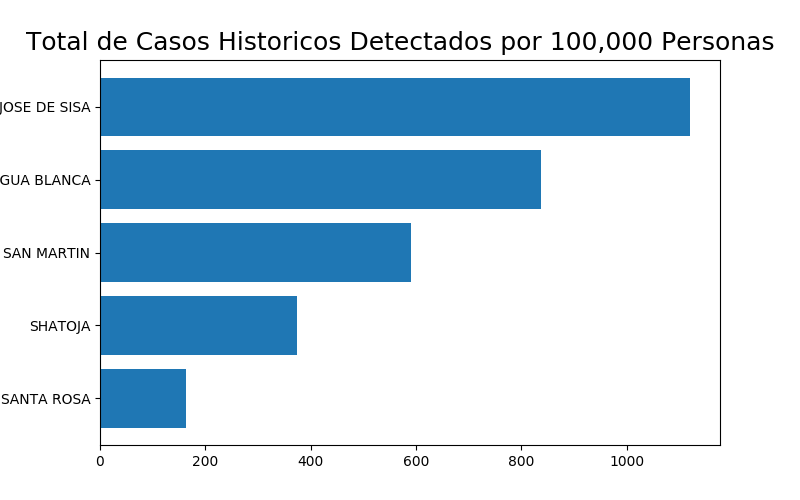 Total de Casos Historicos Detectados por 100,000 Personas
JOSE DE SISA
GUA BLANCA
SAN MARTIN
SHATOJA
SANTA ROSA
0 200 400 600 800 1000